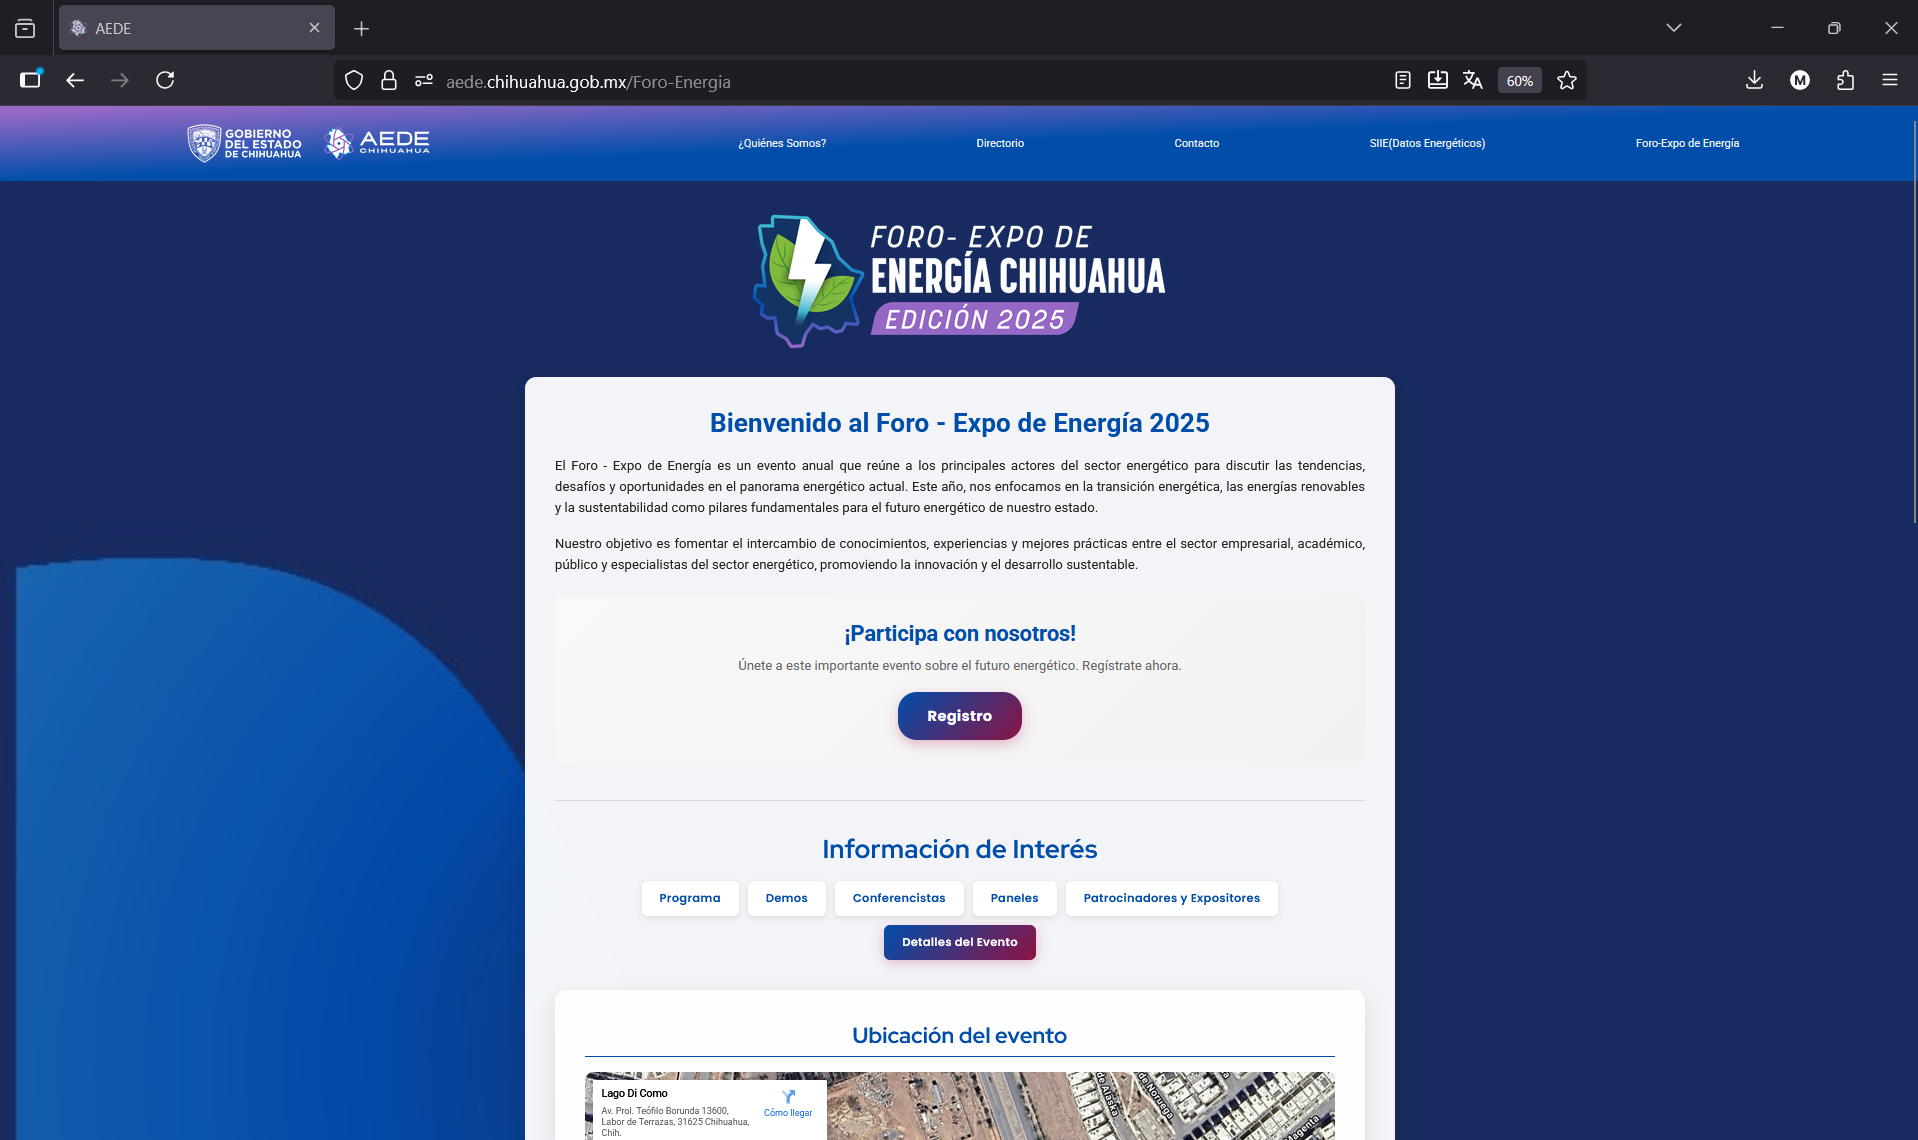 AEDE
aede.chihuahua.gob.mx/Foro-Energia
60%
M
GOBIERNO
DEL ESTADO
DE CHIHUAHUA
AEDE
CHIHUAHUA
¿Quiénes Somos?
Directorio
Contacto
SIIE(Datos Energéticos)
Foro-Expo de Energía
FORO- EXPO DE
ENERGÍA CHIHUAHUA
EDICIÓN 2025
Bienvenido al Foro - Expo de Energía 2025
El Foro - Expo de Energía es un evento anual que reúne a los principales actores del sector energético para discutir las tendencias,
desafíos y oportunidades en el panorama energético actual. Este año, nos enfocamos en la transición energética, las energías renovables
y la sustentabilidad como pilares fundamentales para el futuro energético de nuestro estado.
Nuestro objetivo es fomentar el intercambio de conocimientos, experiencias y mejores prácticas entre el sector empresarial, académico,
público y especialistas del sector energético, promoviendo la innovación y el desarrollo sustentable.
¡Participa con nosotros!
Únete a este importante evento sobre el futuro energético. Regístrate ahora.
Registro
Información de Interés
Programa
Demos
Conferencistas
Paneles
Patrocinadores y Expositores
Detalles del Evento
Ubicación del evento
Lago Di Como
Av. Prol. Teófilo Borunda 13600,
Labor de Terrazas, 31625 Chihuahua,
Chih.
Cómo llegar
de Alaska
de Noruega
Magenta